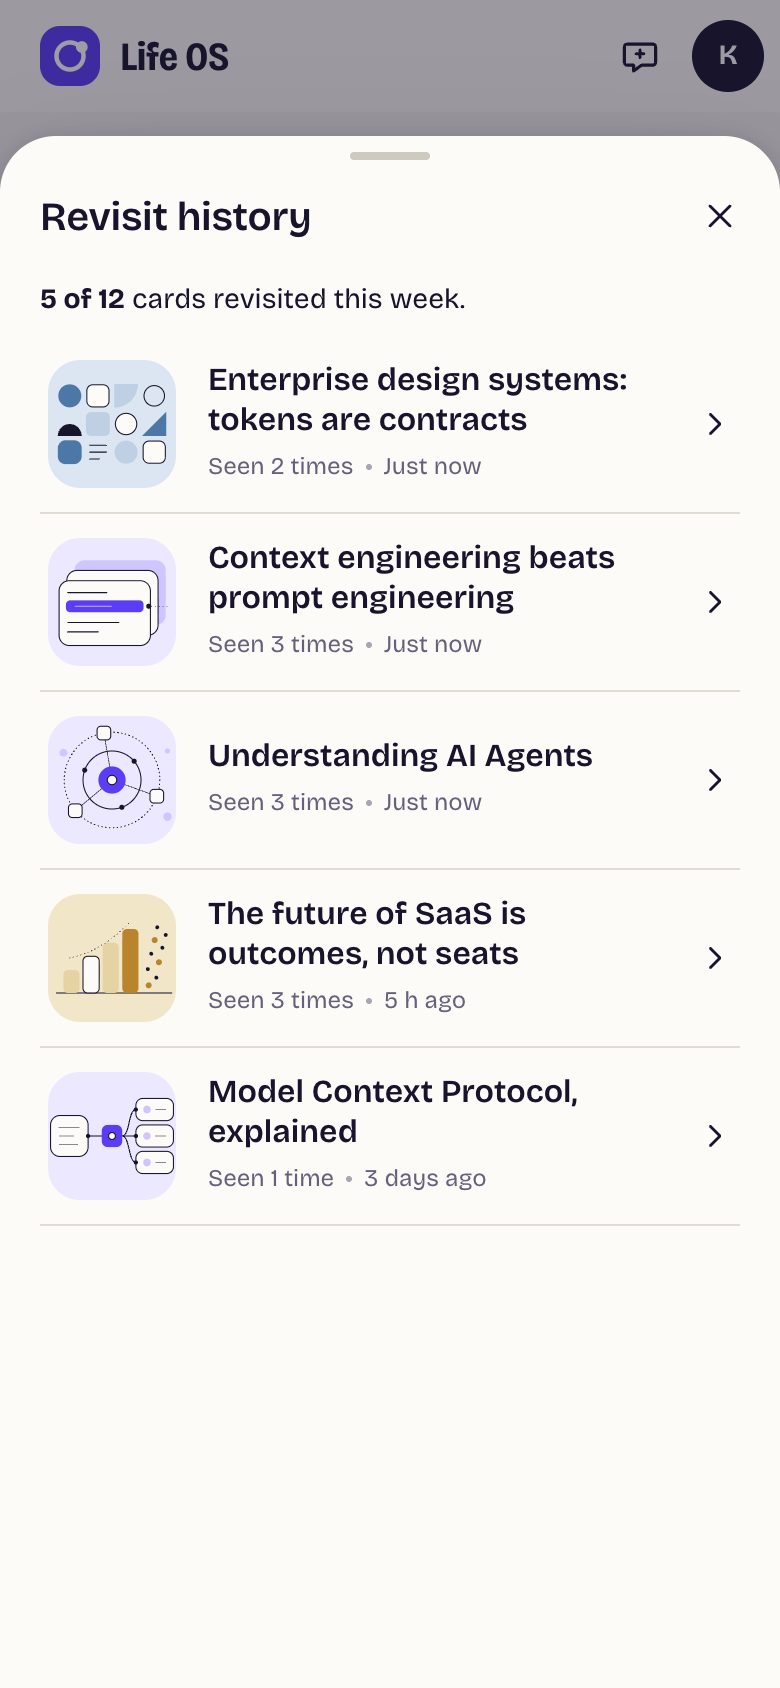 Life OS
K
Revisit history
5 of 12 cards revisited this week.
Enterprise design systems:
tokens are contracts
Seen 2 times • Just now
Context engineering beats
prompt engineering
Seen 3 times • Just now
Understanding AI Agents
Seen 3 times • Just now
The future of SaaS is
outcomes, not seats
Seen 3 times • 5 h ago
Model Context Protocol,
explained
Seen 1 time • 3 days ago